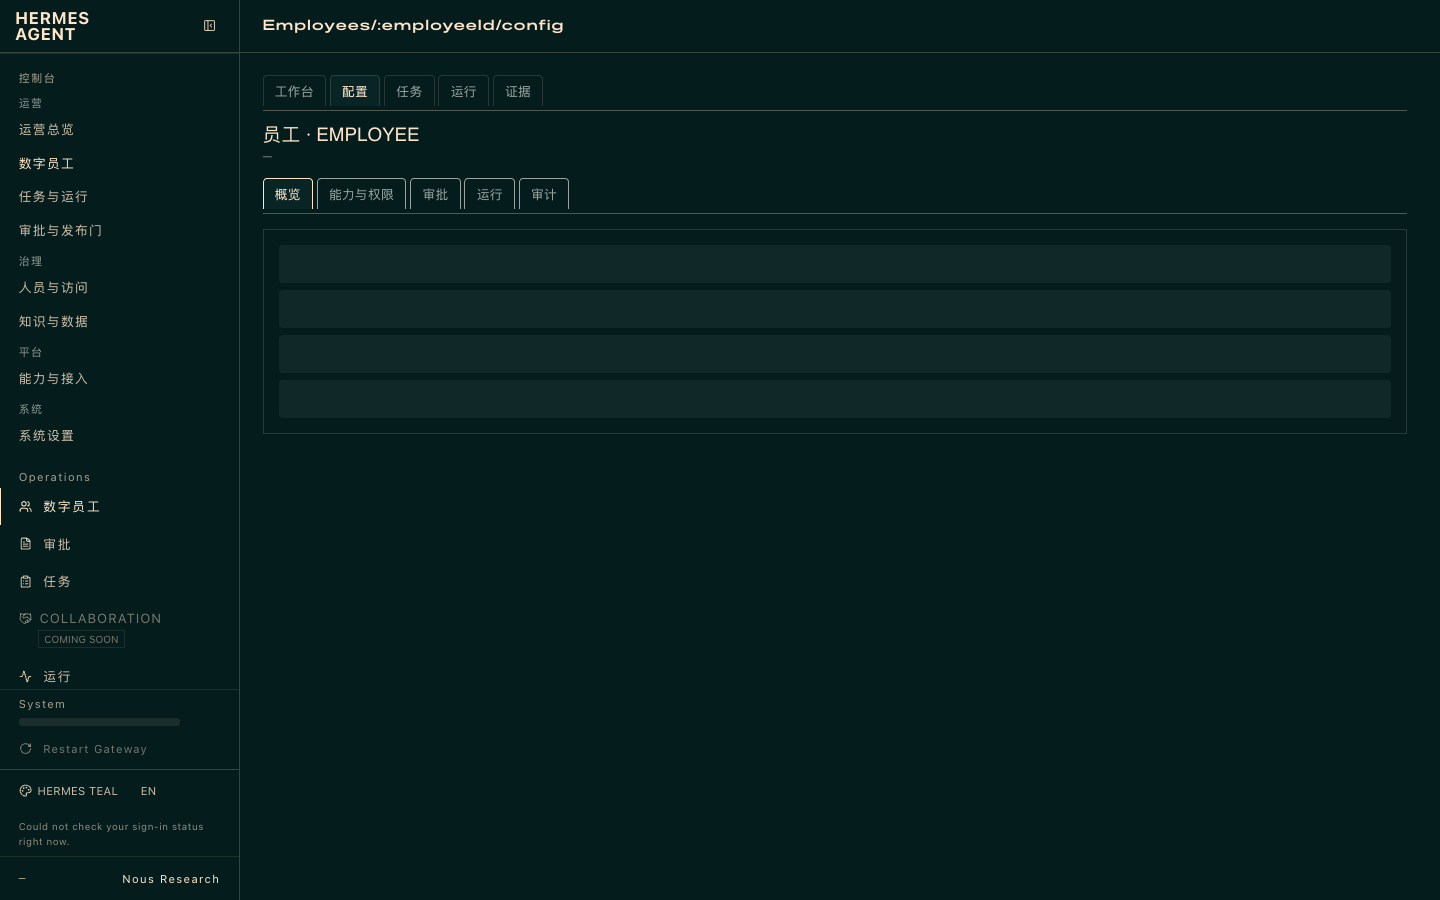 HERMES
AGENT
控制台
运营
运营总览
数字员工
任务与运行
审批与发布门
治理
人员与访问
知识与数据
平台
能力与接入
系统
系统设置
Operations
数字员工
审批
任务
COLLABORATION
COMING SOON
运行
System
Restart Gateway
HERMES TEAL EN
Could not check your sign-in status
right now.
— Nous Research
Employees/:employeeId/config
工作台 配置 任务 运行 证据
员工 · EMPLOYEE
—
概览 能力与权限 审批 运行 审计